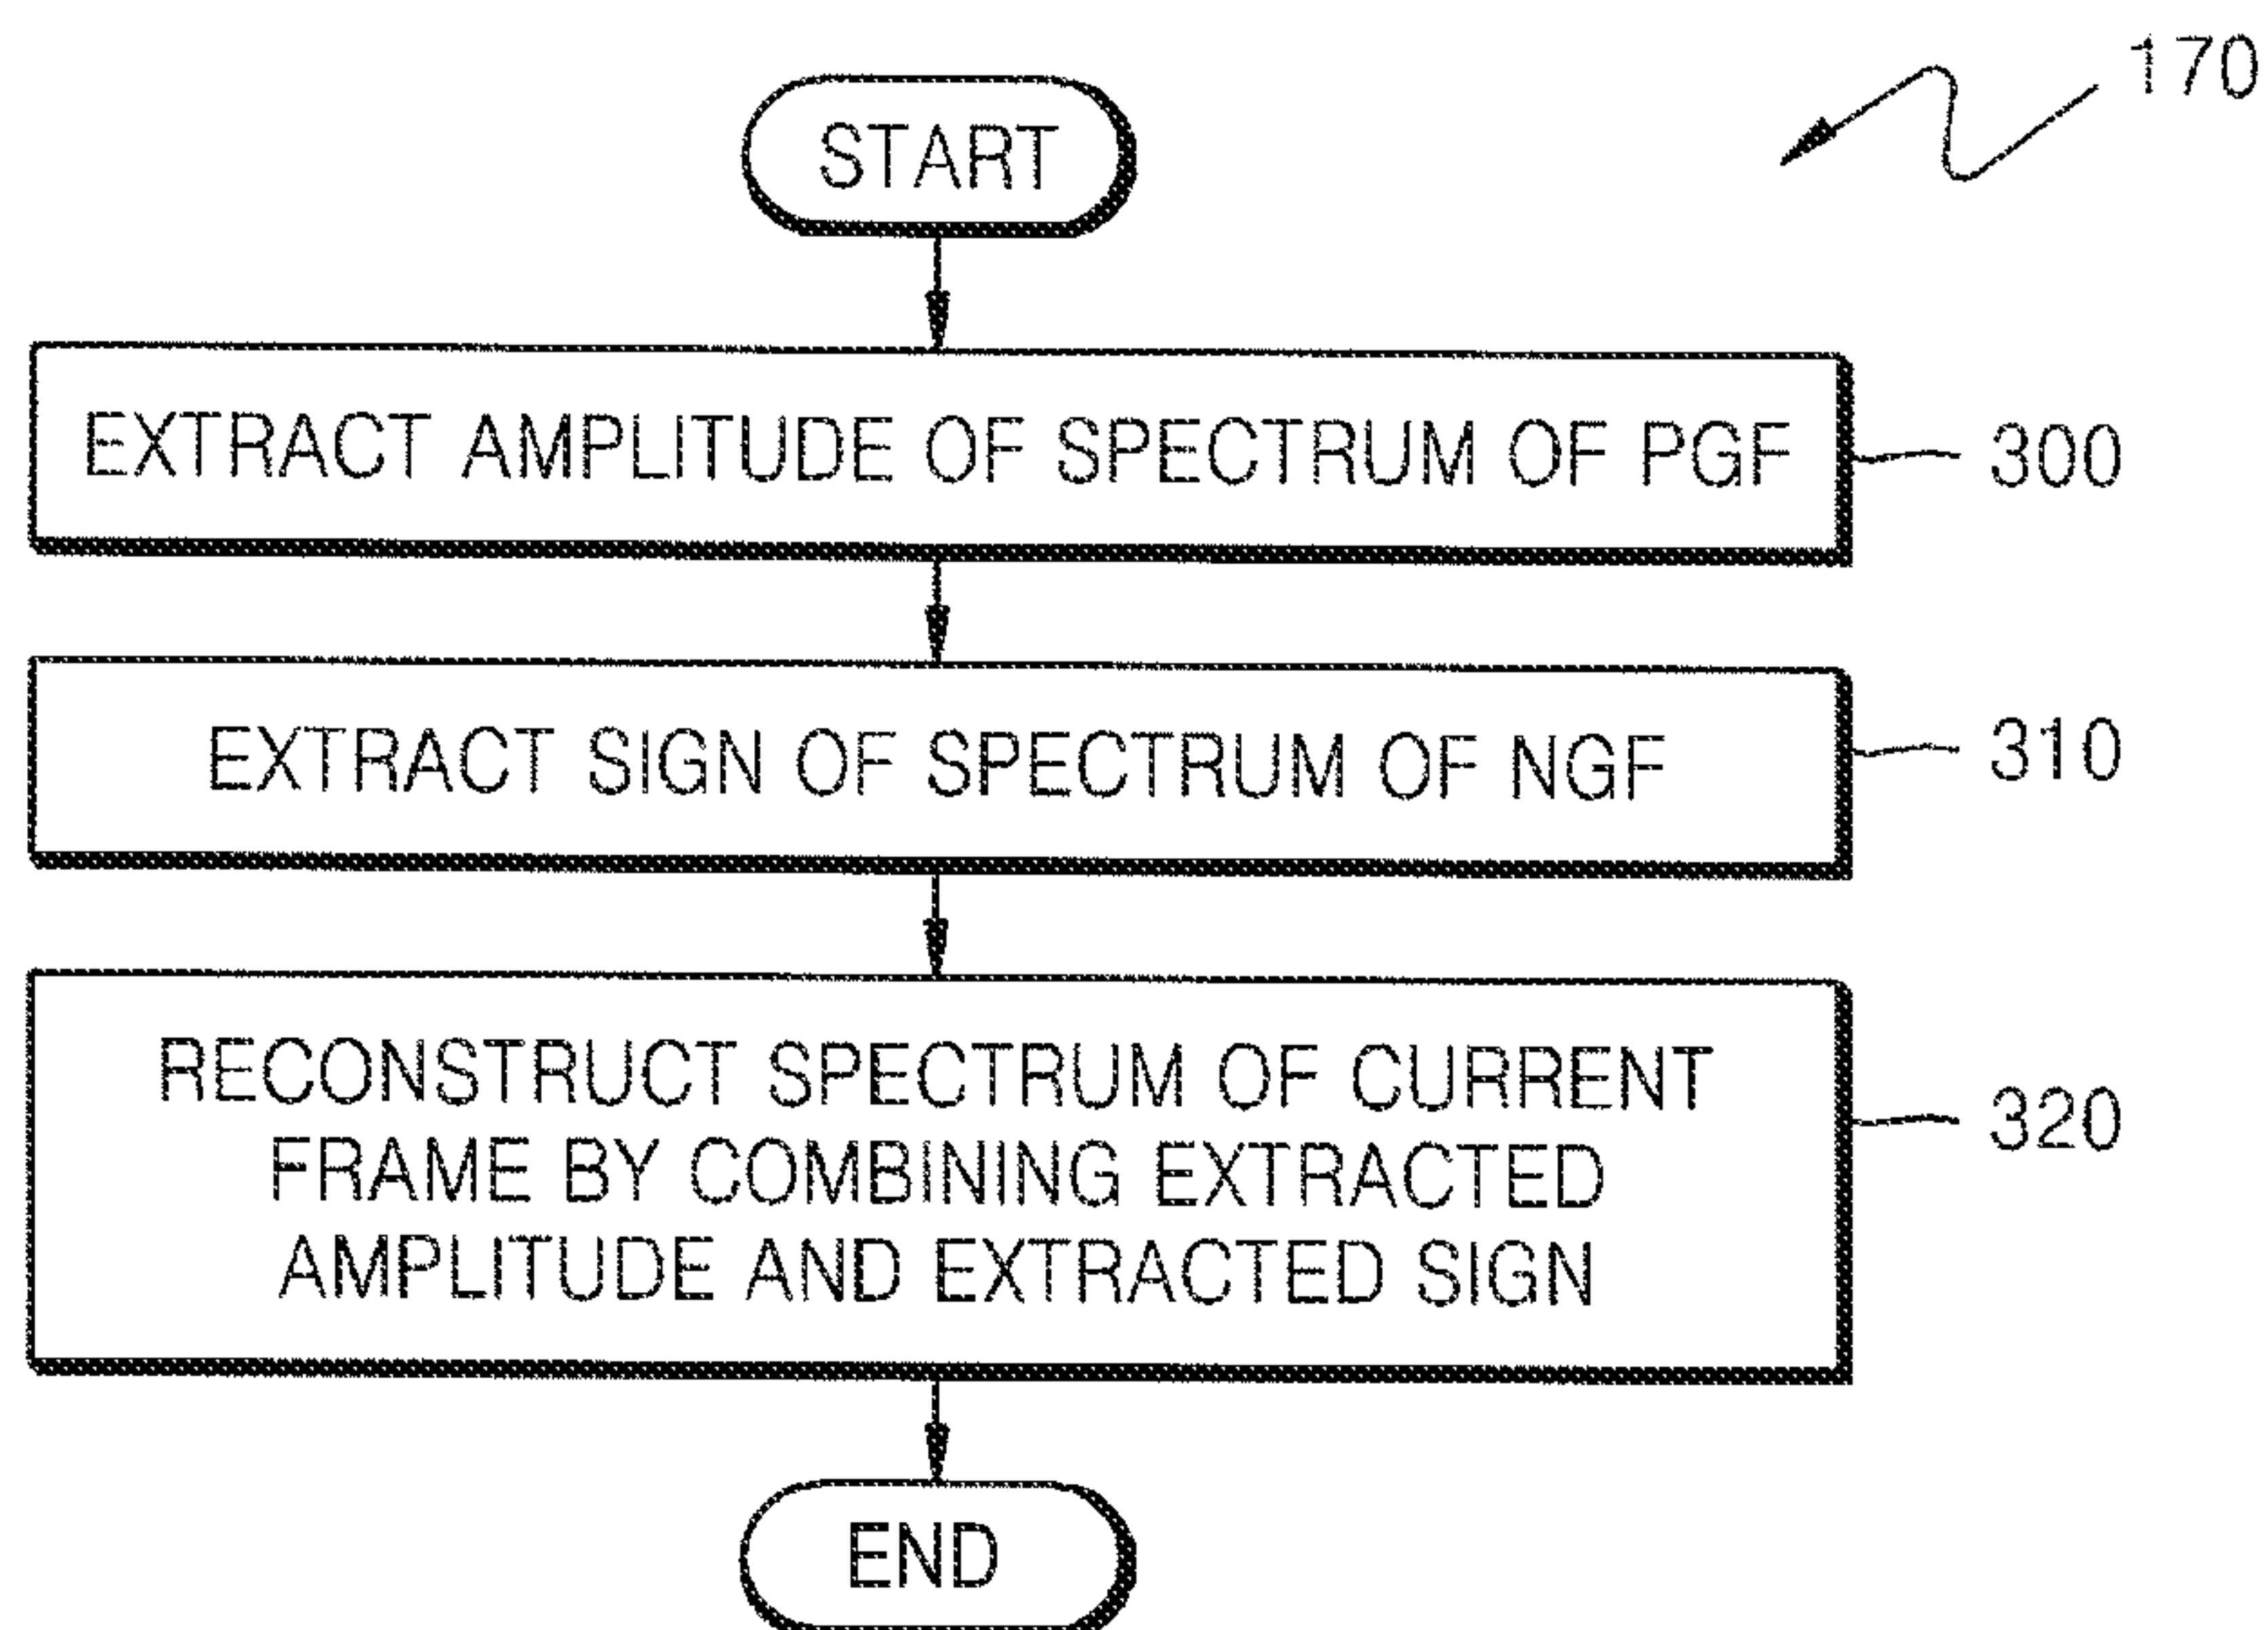 170
START
EXTRACT AMPLITUDE OF SPECTRUM OF PGF
300
EXTRACT SIGN OF SPECTRUM OF NGF
310
RECONSTRUCT SPECTRUM OF CURRENT
FRAME BY COMBINING EXTRACTED
AMPLITUDE AND EXTRACTED SIGN
320
END